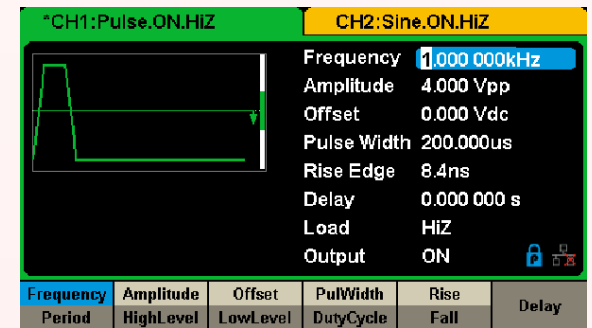 *CH1:Pulse.ON.HiZ CH2:Sine.ON.HiZ
Frequency 1.000 000kHz
Amplitude 4.000 Vpp
Offset 0.000 Vdc
Pulse Width 200.000us
Rise Edge 8.4ns
Delay 0.000 000 s
Load HiZ
Output ON
P
Frequency Amplitude Offset PulWidth Rise Delay
Period HighLevel LowLevel DutyCycle Fall